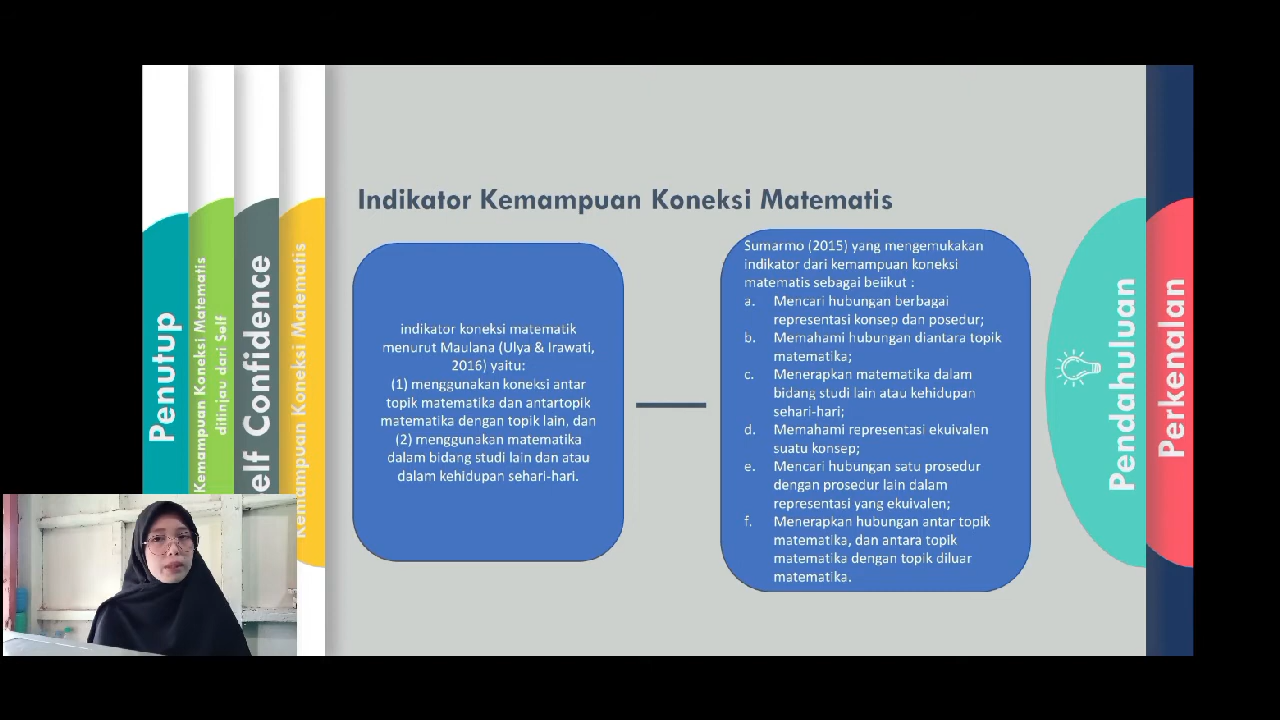 Indikator Kemampuan Koneksi Matematis
indikator koneksi matematik
menurut Maulana (Ulya & Irawati,
2016) yaitu:
(1) menggunakan koneksi antar
topik matematika dan antartopik
matematika dengan topik lain, dan
(2) menggunakan matematika
dalam bidang studi lain dan atau
dalam kehidupan sehari-hari.
Sumarmo (2015) yang mengemukakan
indikator dari kemampuan koneksi
matematis sebagai beiikut :
a. Mencari hubungan berbagai
representasi konsep dan posedur;
b. Memahami hubungan diantara topik
matematika;
c. Menerapkan matematika dalam
bidang studi lain atau kehidupan
sehari-hari;
d. Memahami representasi ekuivalen
suatu konsep;
e. Mencari hubungan satu prosedur
dengan prosedur lain dalam
representasi yang ekuivalen;
f. Menerapkan hubungan antar topik
matematika, dan antara topik
matematika dengan topik diluar
matematika.
Penutup
Kemampuan Koneksi Matematis
ditinjau dari Self
elf Confidence
Kemampuan Koneksi Matematis
Pendahuluan
Perkenalan